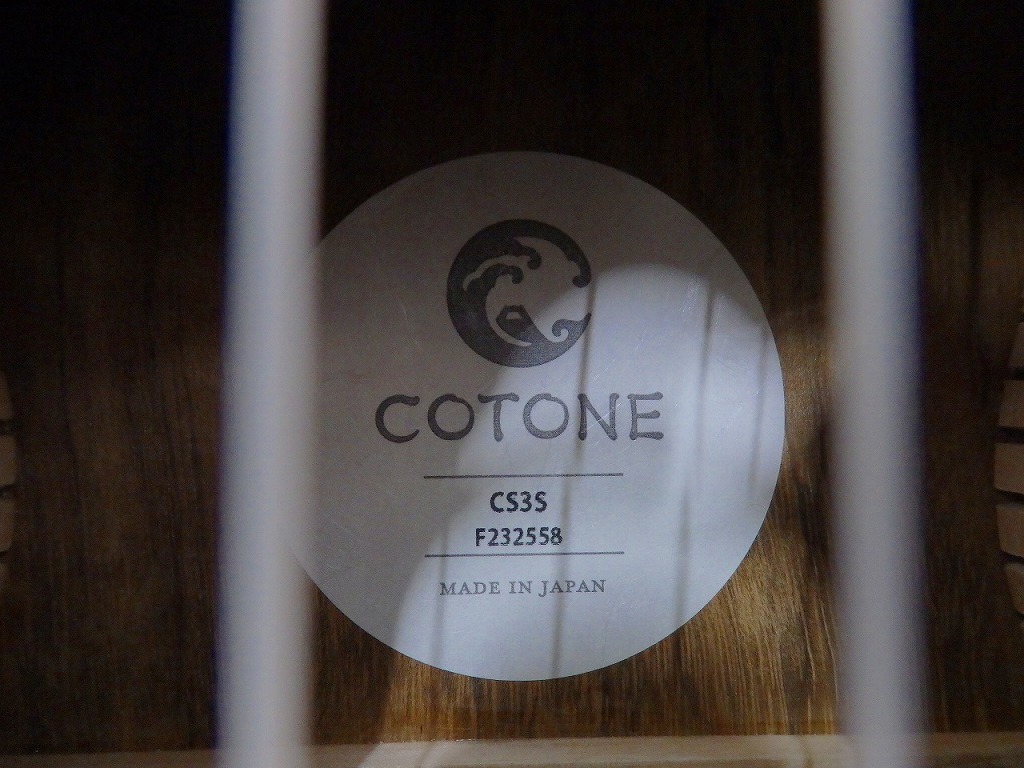 COTONE
CS3S
F232558
MADE IN JAPAN